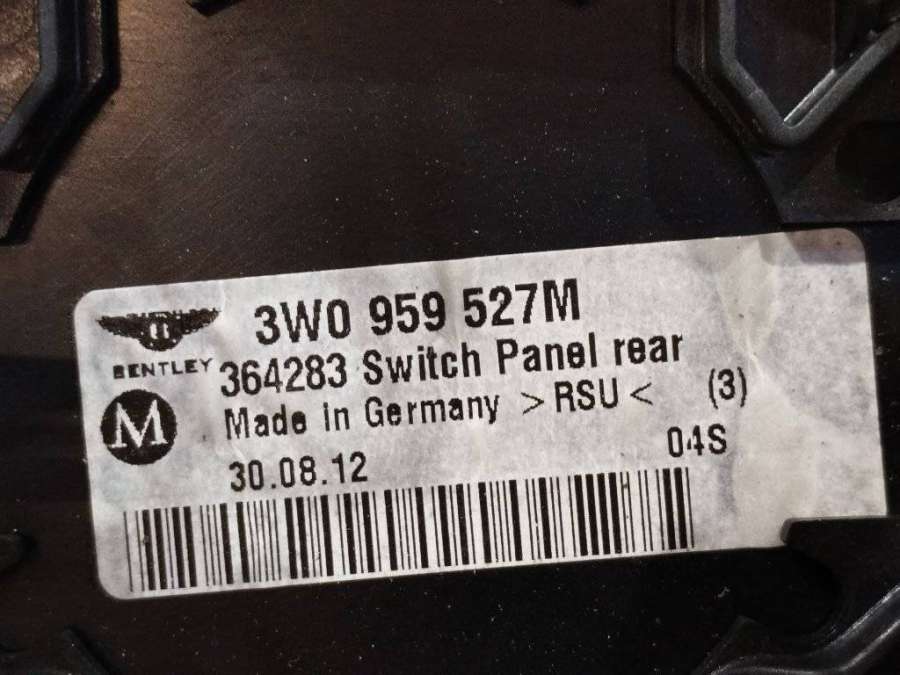 3W0 959 527M
BENTLEY
364283 Switch Panel rear
M
Made in Germany >RSU< (3)
30.08.12 04S